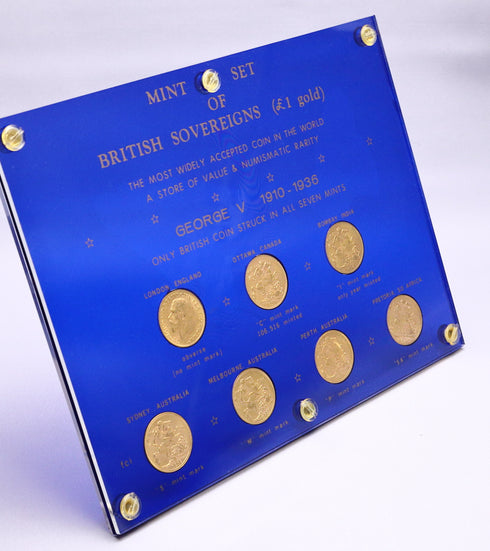 MINT SET
OF
BRITISH SOVEREIGNS (£1 gold)
THE MOST WIDELY ACCEPTED COIN IN THE WORLD
A STORE OF VALUE & NUMISMATIC RARITY
GEORGE V 1910-1936
ONLY BRITISH COIN STRUCK IN ALL SEVEN MINTS
LONDON ENGLAND
obverse
(no mint mark)
OTTAWA CANADA
"C" mint mark
106,516 minted
BOMBAY INDIA
"I" mint mark
only year minted
SYDNEY AUSTRALIA
(C)
"S" mint mark
MELBOURNE AUSTRALIA
"M" mint mark
PERTH AUSTRALIA
"P" mint mark
PRETORIA SO AFRICA
"SA" mint mark